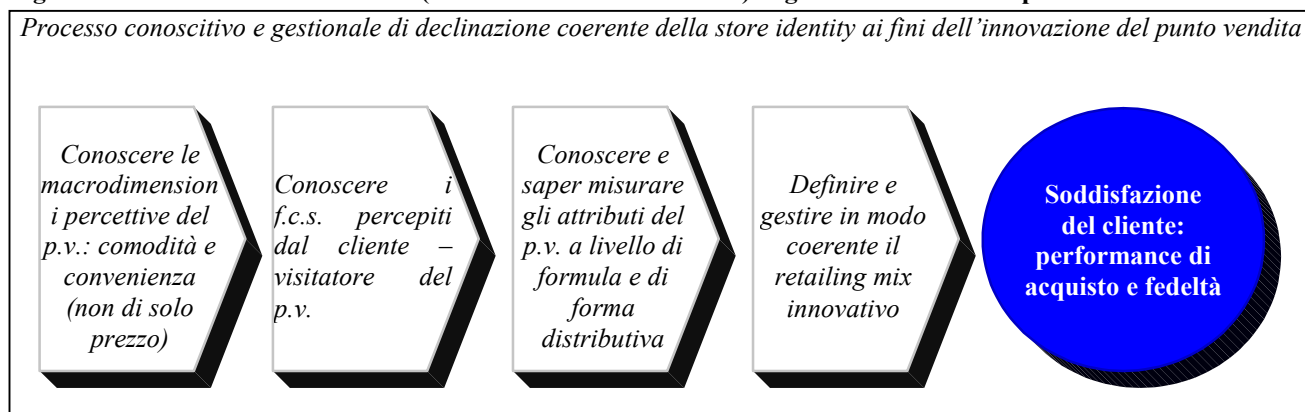 Processo conoscitivo e gestionale di declinazione coerente della store identity ai fini dell’innovazione del punto vendita
Conoscere le
macrodimension
i percettive del
p.v.: comodità e
convenienza
(non di solo
prezzo)
Conoscere i
f.c.s. percepiti
dal cliente –
visitatore del
p.v.
Conoscere e
saper misurare
gli attributi del
p.v. a livello di
formula e di
forma
distributiva
Definire e
gestire in modo
coerente il
retailing mix
innovativo
Soddisfazione
del cliente:
performance di
acquisto e fedeltà